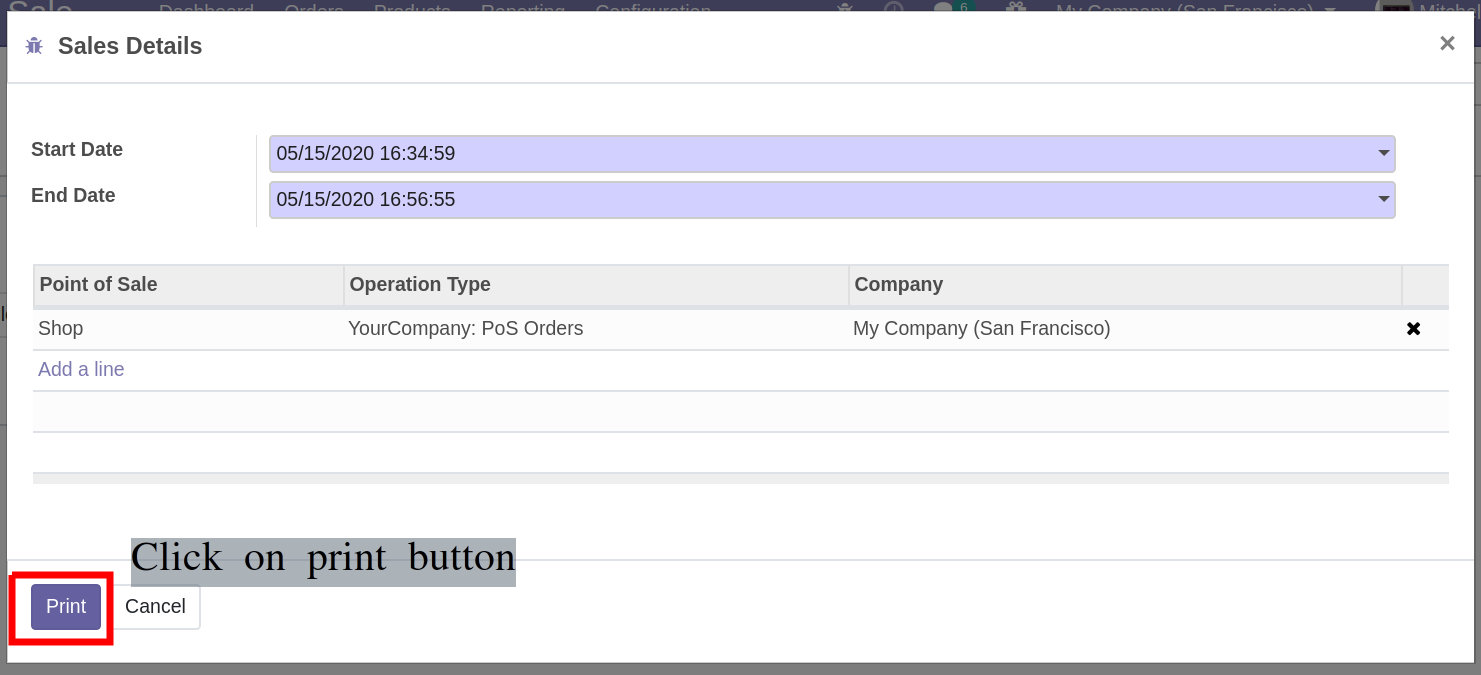 Dashboard Orders Products Reporting Configuration 6 My Company (San Francisco)
Sales Details
Start Date 05/15/2020 16:34:59
End Date 05/15/2020 16:56:55
Point of Sale Operation Type Company
Shop YourCompany: PoS Orders My Company (San Francisco)
Add a line
Click on print button
Print Cancel